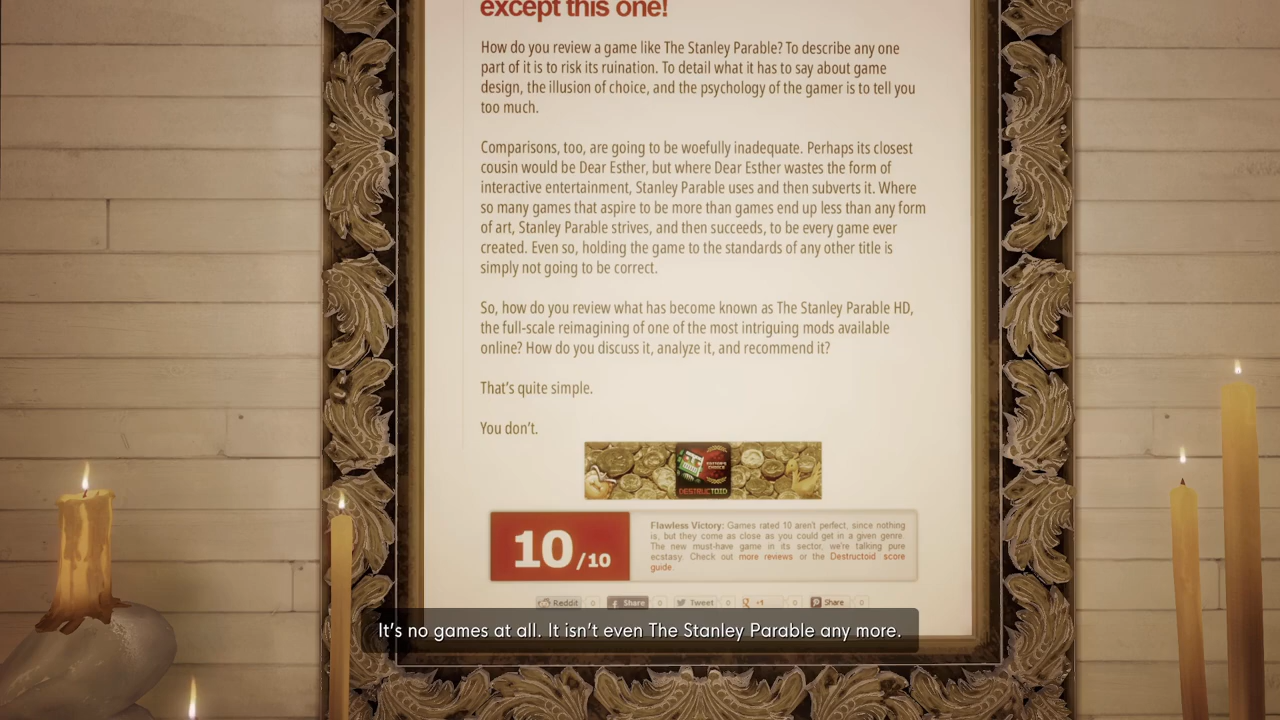 except this one!
How do you review a game like The Stanley Parable? To describe any one
part of it is to risk its ruination. To detail what it has to say about game
design, the illusion of choice, and the psychology of the gamer is to tell you
too much.
Comparisons, too, are going to be woefully inadequate. Perhaps its closest
cousin would be Dear Esther, but where Dear Esther wastes the form of
interactive entertainment, Stanley Parable uses and then subverts it. Where
so many games that aspire to be more than games end up less than any form
of art, Stanley Parable strives, and then succeeds, to be every game ever
created. Even so, holding the game to the standards of any other title is
simply not going to be correct.
So, how do you review what has become known as The Stanley Parable HD,
the full-scale reimagining of one of the most intriguing mods available
online? How do you discuss it, analyze it, and recommend it?
That's quite simple.
You don't.
DESTRUCTOID
10/10
Flawless Victory: Games rated 10 aren't perfect, since nothing
is, but they come as close as you could get in a given genre.
The new must-have game in its sector, we're talking pure
ecstasy. Check out more reviews or the Destructoid score
guide.
Reddit 0 Share 0 Tweet 0 +1 0 Share 0
It's no games at all. It isn't even The Stanley Parable any more.